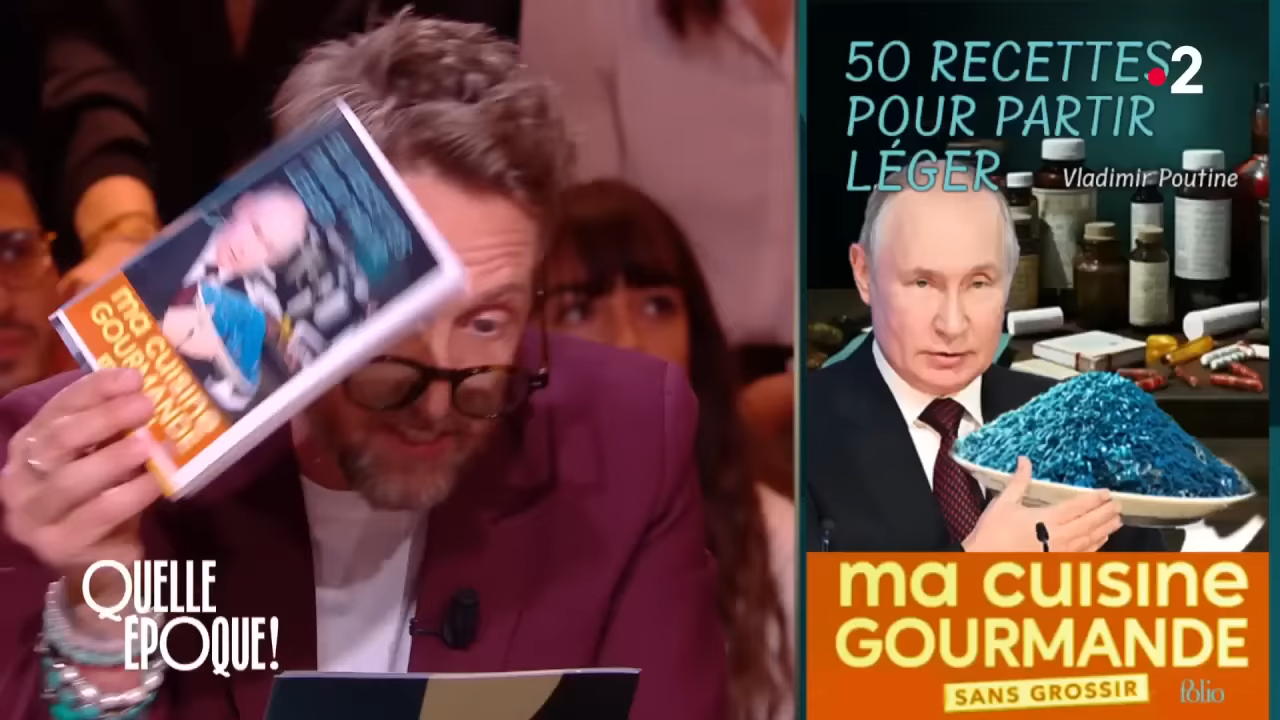 ma cuisine
GOURMANDE
QUELLE
ÉPOQUE!
50 RECETTES
2
POUR PARTIR
LÉGER
Vladimir Poutine
ma cuisine
GOURMANDE
SANS GROSSIR
folio